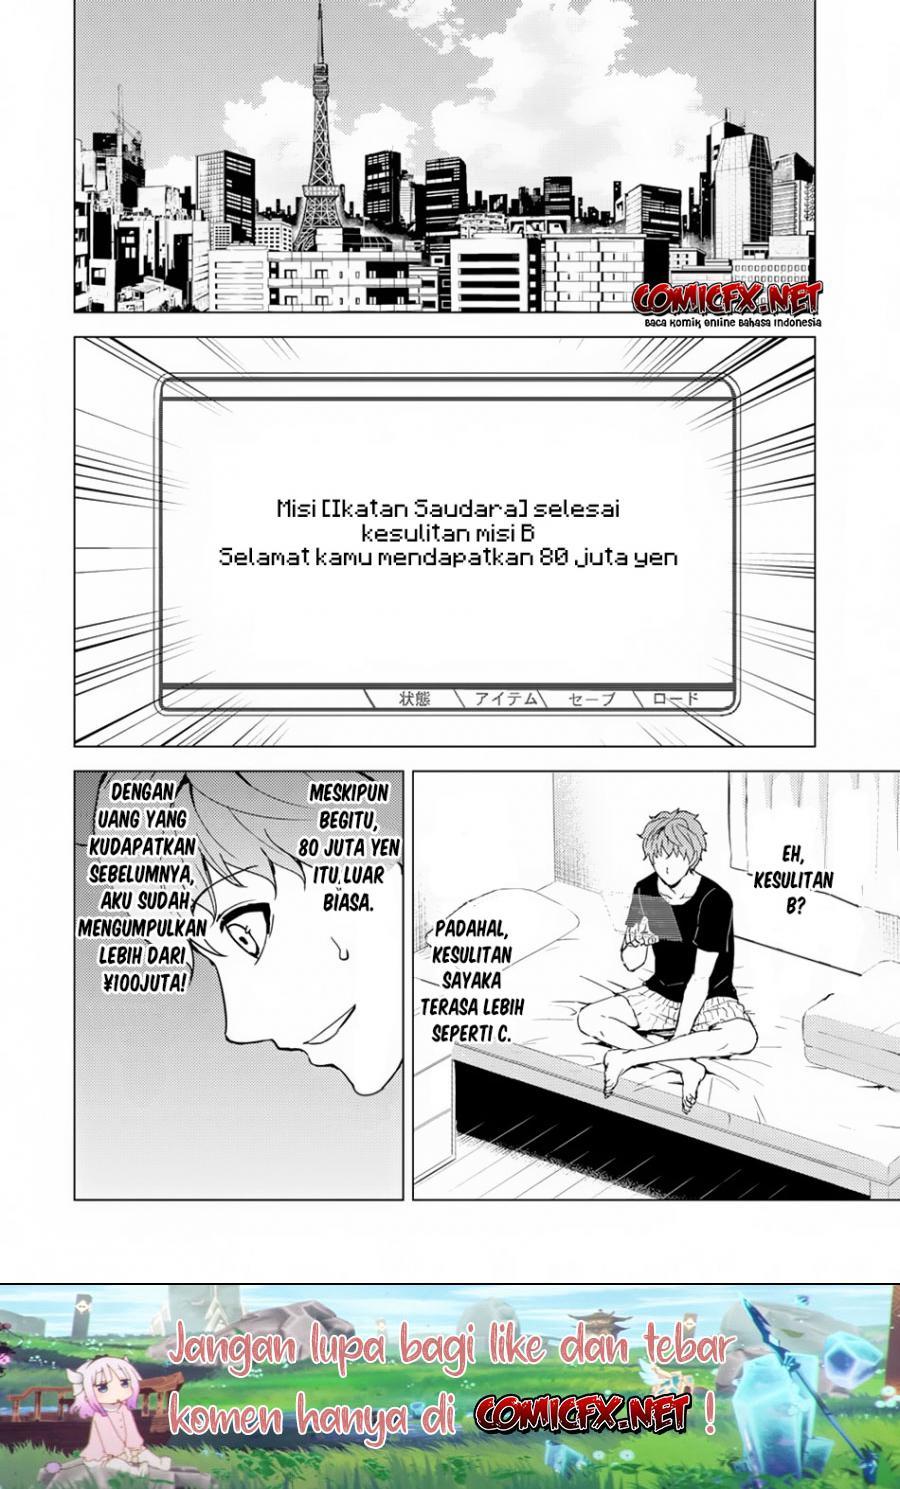 COMICFX.NET
Baca Komik Online Bahasa Indonesia
Misi [Ikatan Saudara] selesai
kesulitan misi B
Selamat kamu mendapatkan 80 juta yen
状態 アイテム セーブ ロード
EH,
KESULITAN
B?
PADAHAL,
KESULITAN
SAYAKA
TERASA LEBIH
SEPERTI C.
MESKIPUN
BEGITU,
80 JUTA YEN
ITU LUAR
BIASA.
DENGAN
UANG YANG
KUDAPATKAN
SEBELUMNYA,
AKU SUDAH
MENGUMPULKAN
LEBIH DARI
¥100JUTA!
Jangan lupa bagi like dan tebar
komen hanya di COMICFX.NET !